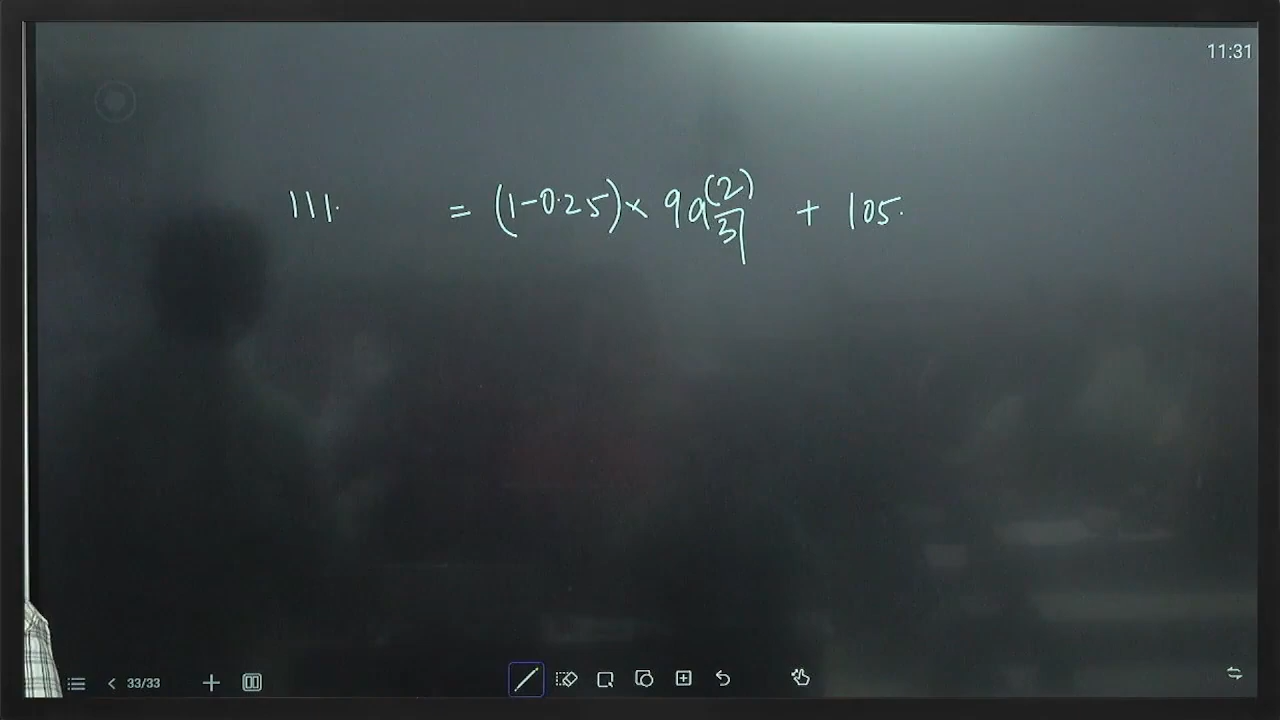 11:31
111. = (1-0.25) × 9a^{(2)}_{3┐} + 105.
33/33